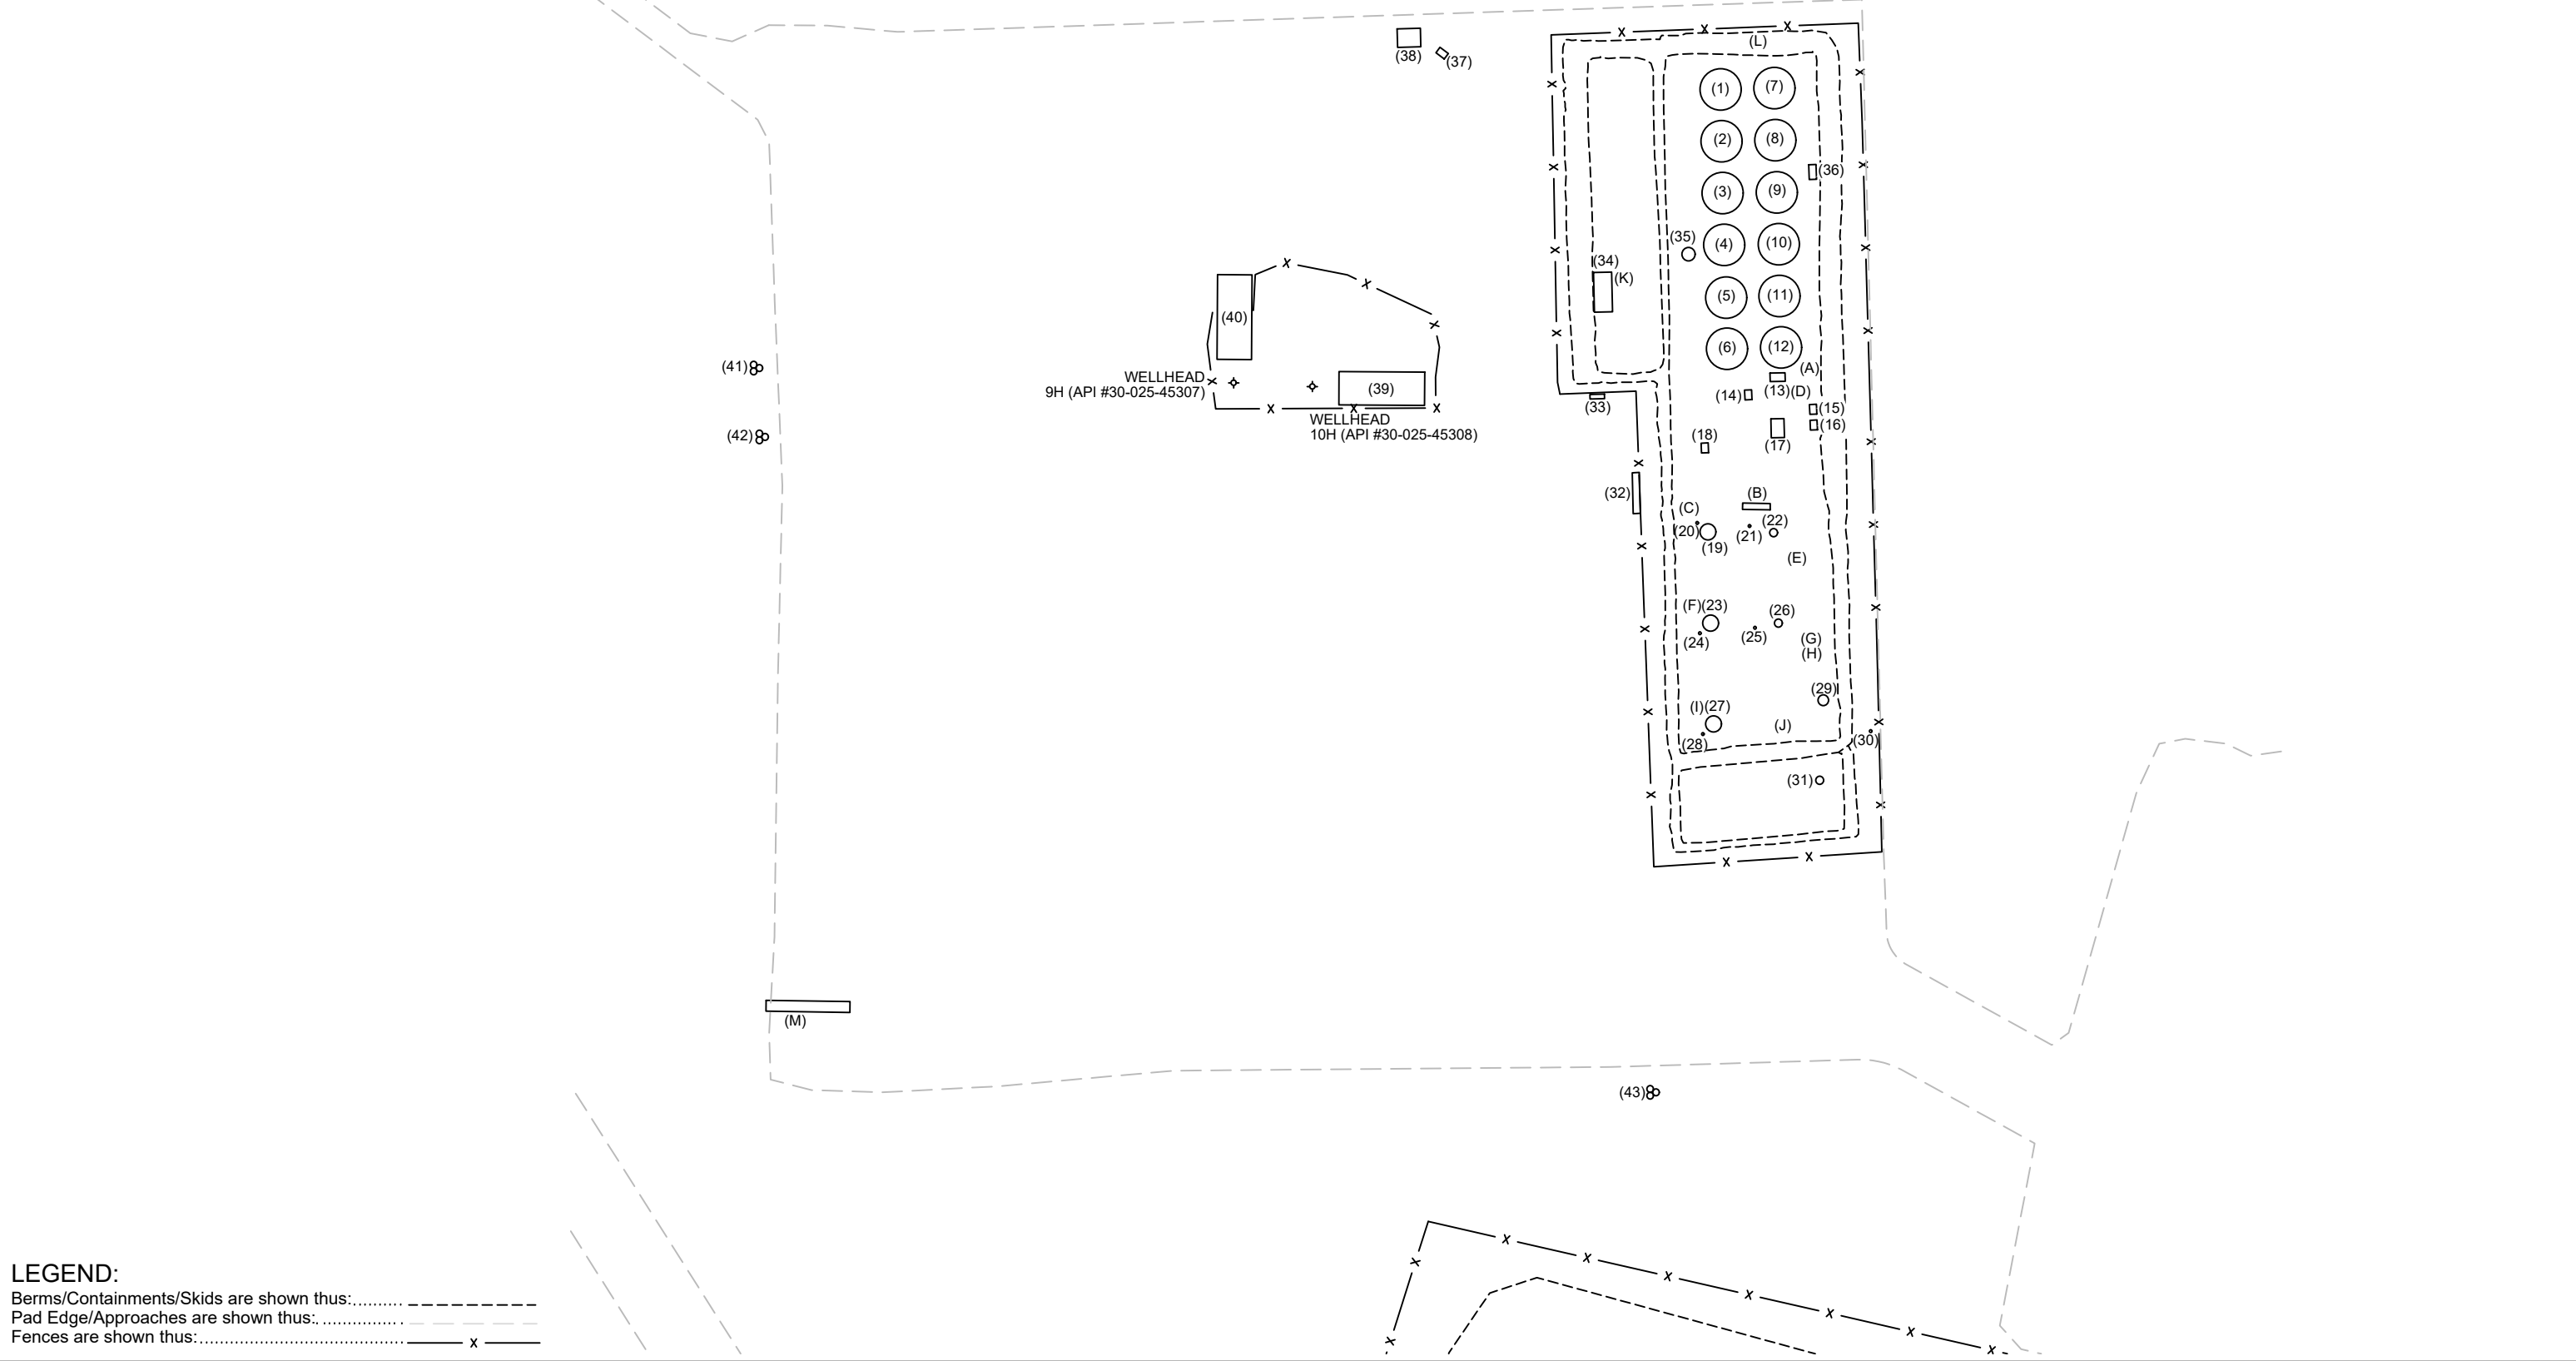 (38)
(37)
(L)
(1)
(7)
(2)
(8)
(36)
(3)
(9)
(35)
(4)
(10)
(34)
(K)
(5)
(11)
(40)
(6)
(12)
(A)
(41)
WELLHEAD
9H (API #30-025-45307)
(39)
(13)(D)
(14)
(33)
(15)
WELLHEAD
10H (API #30-025-45308)
(16)
(42)
(18)
(17)
(32)
(B)
(C)
(22)
(20)
(21)
(19)
(E)
(F)(23)
(26)
(24)
(25)
(G)
(H)
(29)
(I)(27)
(J)
(28)
(30)
(31)
(M)
(43)
LEGEND:
Berms/Containments/Skids are shown thus:
Pad Edge/Approaches are shown thus:
Fences are shown thus: